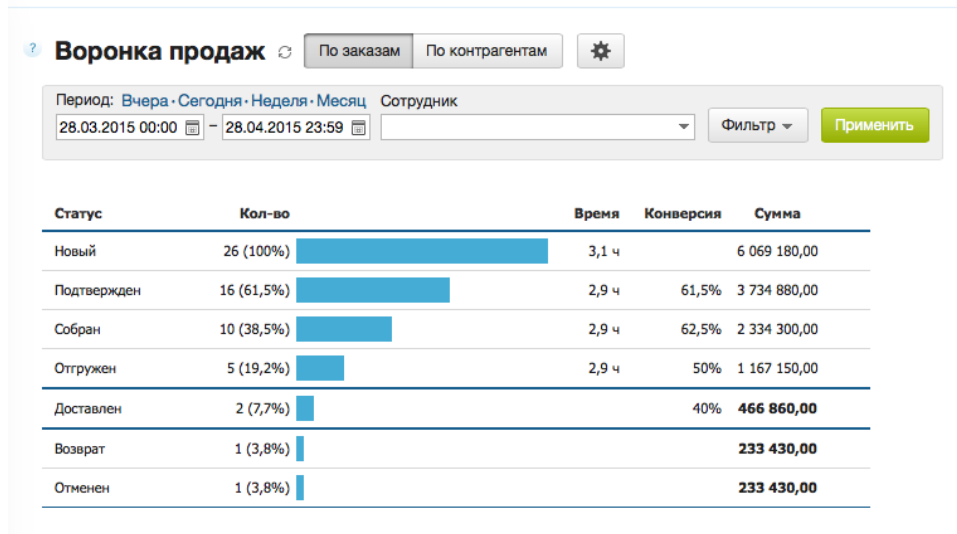 ?
Воронка продаж По заказам По контрагентам
Период: Вчера · Сегодня · Неделя · Месяц Сотрудник
28.03.2015 00:00 – 28.04.2015 23:59 Фильтр Применить
Статус Кол-во Время Конверсия Сумма
Новый 26 (100%) 3,1 ч 6 069 180,00
Подтвержден 16 (61,5%) 2,9 ч 61,5% 3 734 880,00
Собран 10 (38,5%) 2,9 ч 62,5% 2 334 300,00
Отгружен 5 (19,2%) 2,9 ч 50% 1 167 150,00
Доставлен 2 (7,7%) 40% 466 860,00
Возврат 1 (3,8%) 233 430,00
Отменен 1 (3,8%) 233 430,00